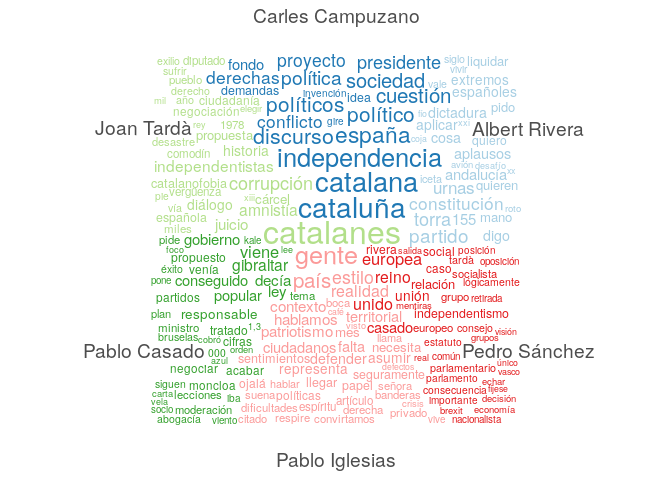 Carles Campuzano
exilio diputado fondo proyecto presidente siglo liquidar
sufrir vivir
pueblo derechas política sociedad vale extremos
derecho demandas invención idea cuestión españoles
mil año ciudadanía elegir políticos político dictadura pido
negociación conflicto gire
Joan Tardà rey 1978 discurso españa aplicar xxi Albert Rivera
propuesta coja cosa quiero
desastre historia independencia aplausos
comodín avión desafío
independentistas andalucía xx
catalanofobia corrupción catalana iceta urnas quieren
pie vergüenza xiii cárcel
vía diálogo amnistía cataluña constitución roto
española torra 155 mano
miles juicio catalanes partido digo
pide gobierno kale gente rivera salida social posición
foco viene lee europea tardà oposición
propuesto gibraltar caso
éxito venía país estilo reino socialista
pone conseguido decía realidad relación lógicamente
partidos popular ley tema boca unión grupo retirada
contexto unido mentiras
plan responsable hablamos café territorial independentismo
ministro tratado 1,3 patriotismo mes visto casado europeo consejo visión
bruselas cobró cifras llama estatuto grupos
Pablo Casado 000 orden ciudadanos falta necesita Pedro Sánchez
azul sentimientos defender asumir real común
negociar acabar representa defectos parlamentario único
vasco
siguen moncloa ojalá hablar llegar seguramente parlamento echar
carta lecciones iba suena políticas papel señora consecuencia fíjese
vela artículo banderas importante decisión
socio moderación dificultades espíritu derecha crisis brexit economía
abogacía viento citado respire convirtamos privado vive nacionalista
Pablo Iglesias